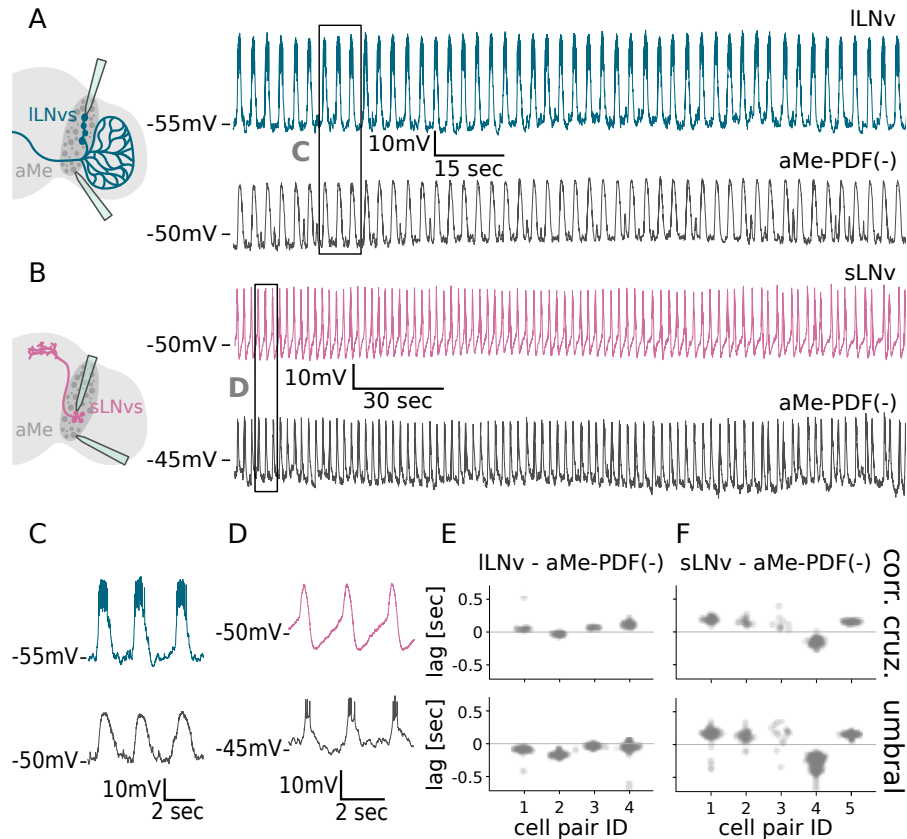 A
lLNv
lLNvs
aMe
-55mV
C
10mV
15 sec
aMe-PDF(-)
-50mV
B
sLNv
sLNvs
aMe
-50mV
D
10mV
30 sec
aMe-PDF(-)
-45mV
C
-55mV
-50mV
10mV
2 sec
D
-50mV
-45mV
10mV
2 sec
E
lLNv - aMe-PDF(-)
lag [sec]
0.5
0
-0.5
lag [sec]
0.5
0
-0.5
1 2 3 4
cell pair ID
F
sLNv - aMe-PDF(-)
corr. cruz.
umbral
1 2 3 4 5
cell pair ID